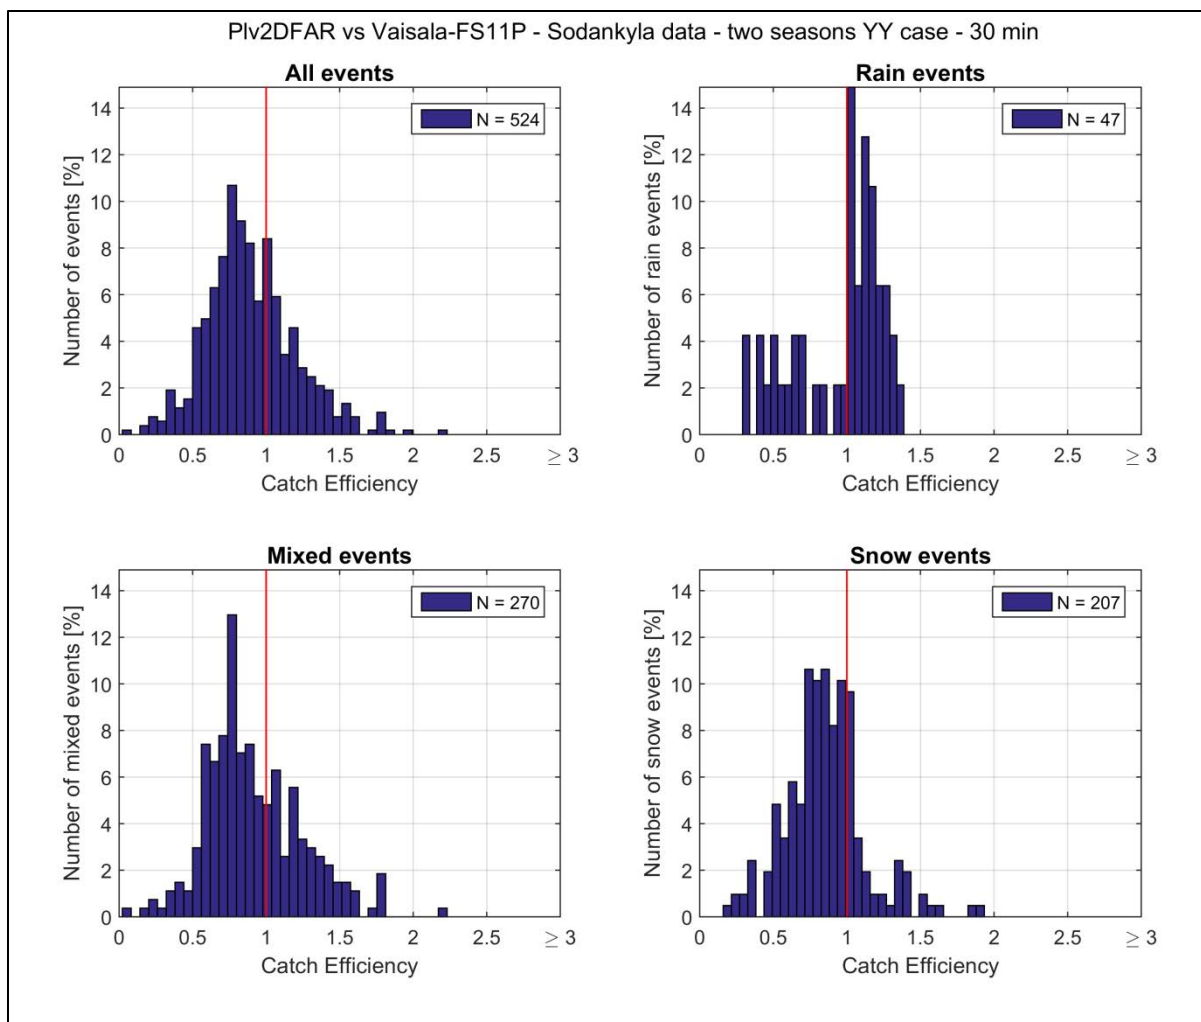 Plv2DFAR vs Vaisala-FS11P - Sodankyla data - two seasons YY case - 30 min
All events
N = 524
Number of events [%]
14
12
10
8
6
4
2
0
0 0.5 1 1.5 2 2.5 ≥ 3
Catch Efficiency
Rain events
N = 47
Number of rain events [%]
14
12
10
8
6
4
2
0
0 0.5 1 1.5 2 2.5 ≥ 3
Catch Efficiency
Mixed events
N = 270
Number of mixed events [%]
14
12
10
8
6
4
2
0
0 0.5 1 1.5 2 2.5 ≥ 3
Catch Efficiency
Snow events
N = 207
Number of snow events [%]
14
12
10
8
6
4
2
0
0 0.5 1 1.5 2 2.5 ≥ 3
Catch Efficiency